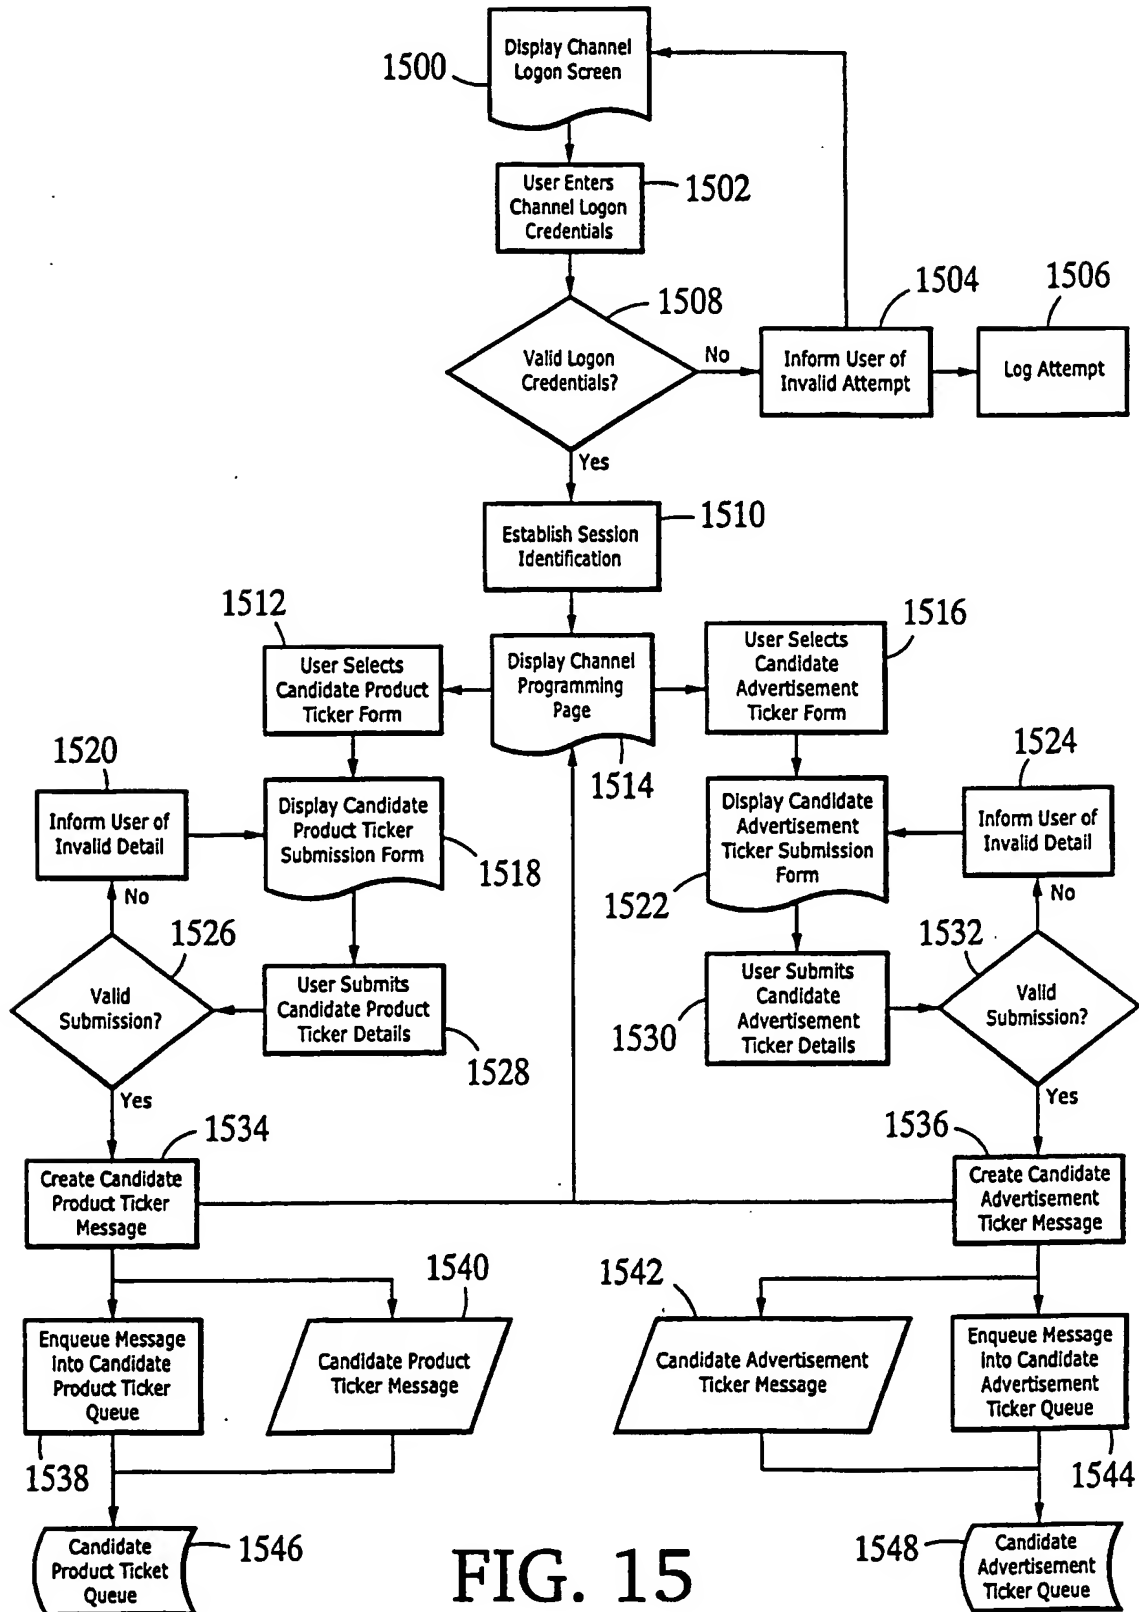 Display Channel
Logon Screen
1500
User Enters
Channel Logon
Credentials
1502
1508
Valid Logon
Credentials?
No
1504
Inform User of
Invalid Attempt
1506
Log Attempt
Yes
1510
Establish Session
Identification
1512
User Selects
Candidate Product
Ticker Form
Display Channel
Programming
Page
1514
1516
User Selects
Candidate
Advertisement
Ticker Form
1520
Inform User of
Invalid Detail
Display Candidate
Product Ticker
Submission Form
1518
Display Candidate
Advertisement
Ticker Submission
Form
1522
1524
Inform User of
Invalid Detail
No
No
1526
Valid
Submission?
User Submits
Candidate Product
Ticker Details
1528
User Submits
Candidate
Advertisement
Ticker Details
1530
1532
Valid
Submission?
Yes
Yes
1534
Create Candidate
Product Ticker
Message
1536
Create Candidate
Advertisement
Ticker Message
1540
1542
Enqueue Message
into Candidate
Product Ticker
Queue
1538
Candidate Product
Ticker Message
Candidate Advertisement
Ticker Message
Enqueue Message
into Candidate
Advertisement
Ticker Queue
1544
Candidate
Product Ticket
Queue
1546
FIG. 15
1548
Candidate
Advertisement
Ticker Queue